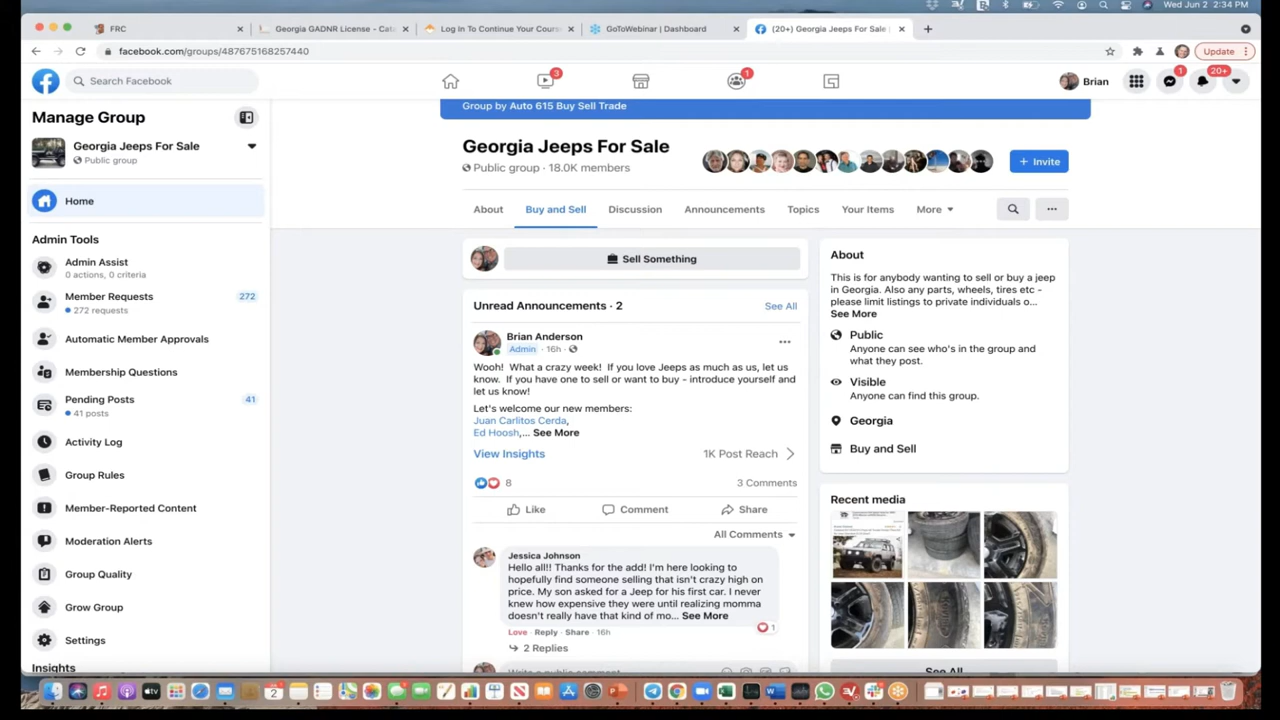 Wed Jun 2 2:34 PM
FRC
Georgia GADNR License - Cat
Log In To Continue Your Cours
GoToWebinar | Dashboard
(20+) Georgia Jeeps For Sale
facebook.com/groups/487675168257440
Update
Search Facebook
3
1
Brian
1
20+
Manage Group
Georgia Jeeps For Sale
Public group
Home
Admin Tools
Admin Assist
0 actions, 0 criteria
Member Requests 272
272 requests
Automatic Member Approvals
Membership Questions
Pending Posts 41
41 posts
Activity Log
Group Rules
Member-Reported Content
Moderation Alerts
Group Quality
Grow Group
Settings
Insights
Group by Auto 615 Buy Sell Trade
Georgia Jeeps For Sale
Public group · 18.0K members
+ Invite
About Buy and Sell Discussion Announcements Topics Your Items More
Sell Something
Unread Announcements · 2 See All
Brian Anderson
Admin · 16h ·
Wooh! What a crazy week! If you love Jeeps as much as us, let us
know. If you have one to sell or want to buy - introduce yourself and
let us know!
Let's welcome our new members:
Juan Carlitos Cerda,
Ed Hoosh,... See More
View Insights 1K Post Reach
8 3 Comments
Like Comment Share
All Comments
Jessica Johnson
Hello all!! Thanks for the add! I'm here looking to
hopefully find someone selling that isn't crazy high on
price. My son asked for a Jeep for his first car. I never
knew how expensive they were until realizing momma
doesn't really have that kind of mo... See More
1
Love · Reply · Share · 16h
2 Replies
Write a public comment
About
This is for anybody wanting to sell or buy a jeep
in Georgia. Also any parts, wheels, tires etc -
please limit listings to private individuals o...
See More
Public
Anyone can see who's in the group and
what they post.
Visible
Anyone can find this group.
Georgia
Buy and Sell
Recent media
See All
2